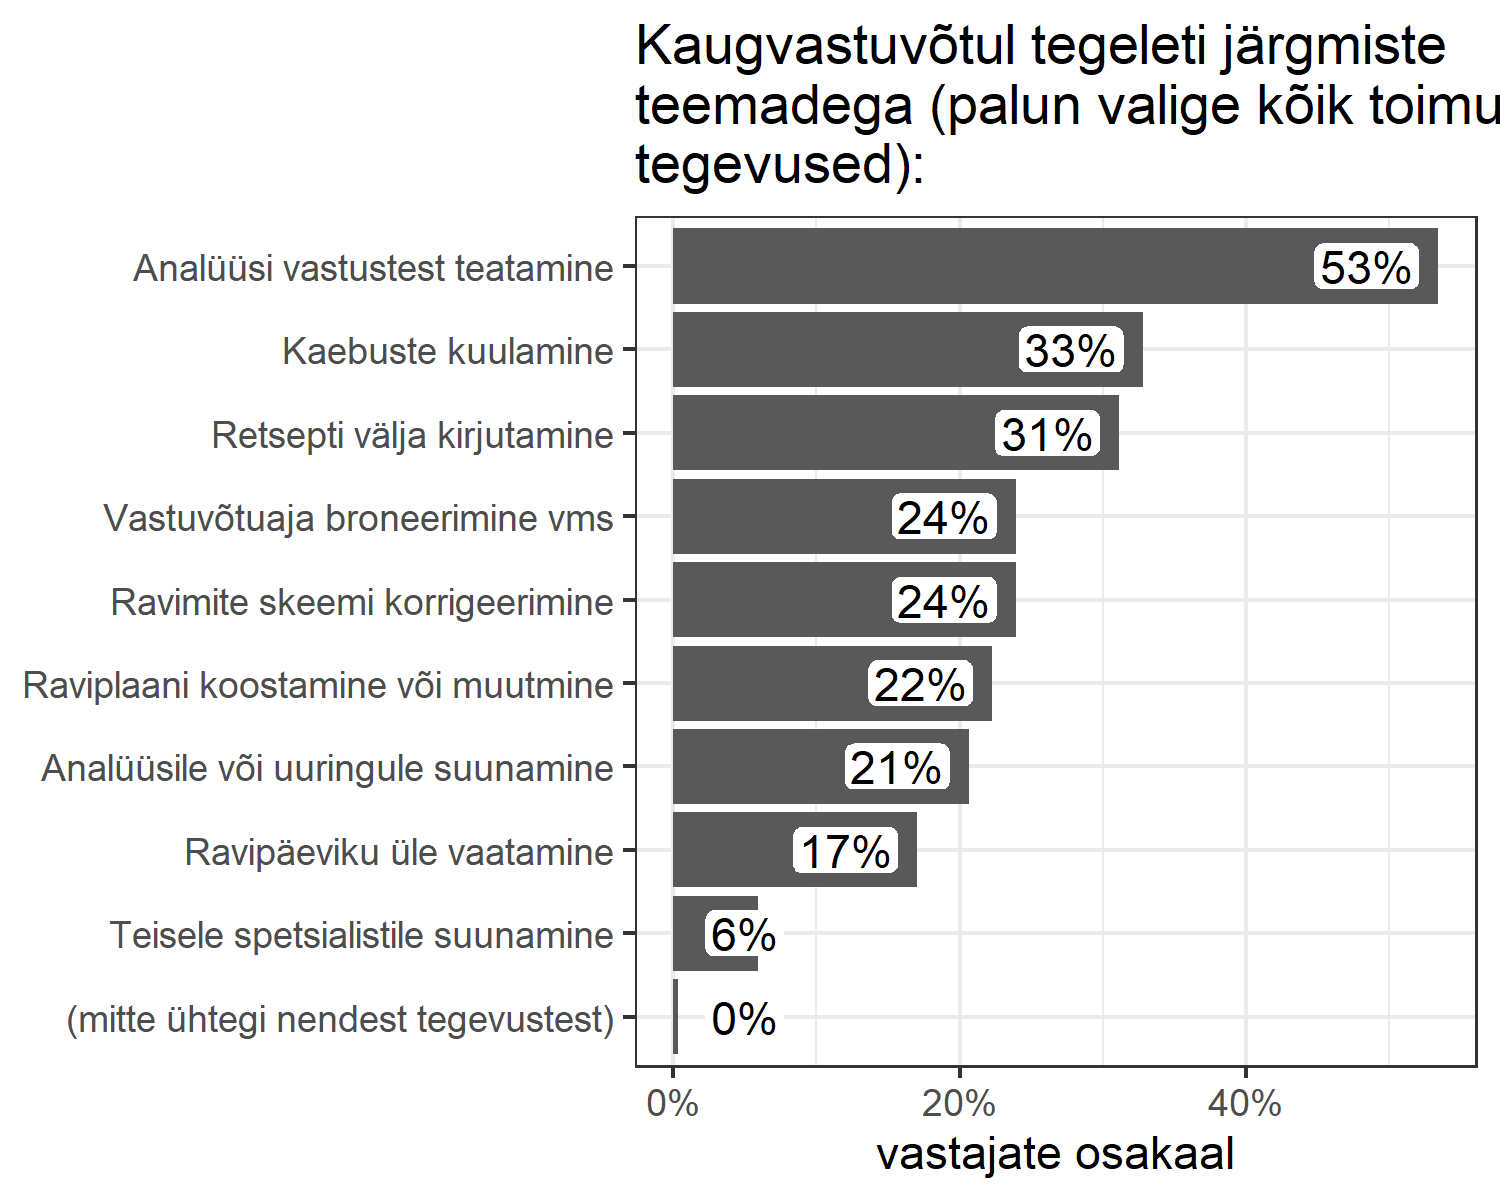 Kaugvastuvõtul tegeleti järgmiste
teemadega (palun valige kõik toimu
tegevused):
Analüüsi vastustest teatamine 53%
Kaebuste kuulamine 33%
Retsepti välja kirjutamine 31%
Vastuvõtuaja broneerimine vms 24%
Ravimite skeemi korrigeerimine 24%
Raviplaani koostamine või muutmine 22%
Analüüsile või uuringule suunamine 21%
Ravipäeviku üle vaatamine 17%
Teisele spetsialistile suunamine 6%
(mitte ühtegi nendest tegevustest) 0%
0% 20% 40%
vastajate osakaal